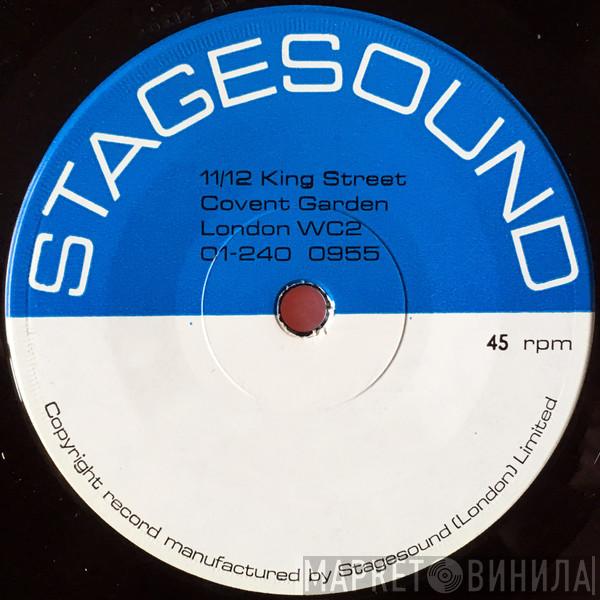 STAGESOUND
11/12 King Street
Covent Garden
London WC2
01-240 0955
45 rpm
Copyright record manufactured by Stagesound (London) Limited
МАРКЕТ ВИНИЛА